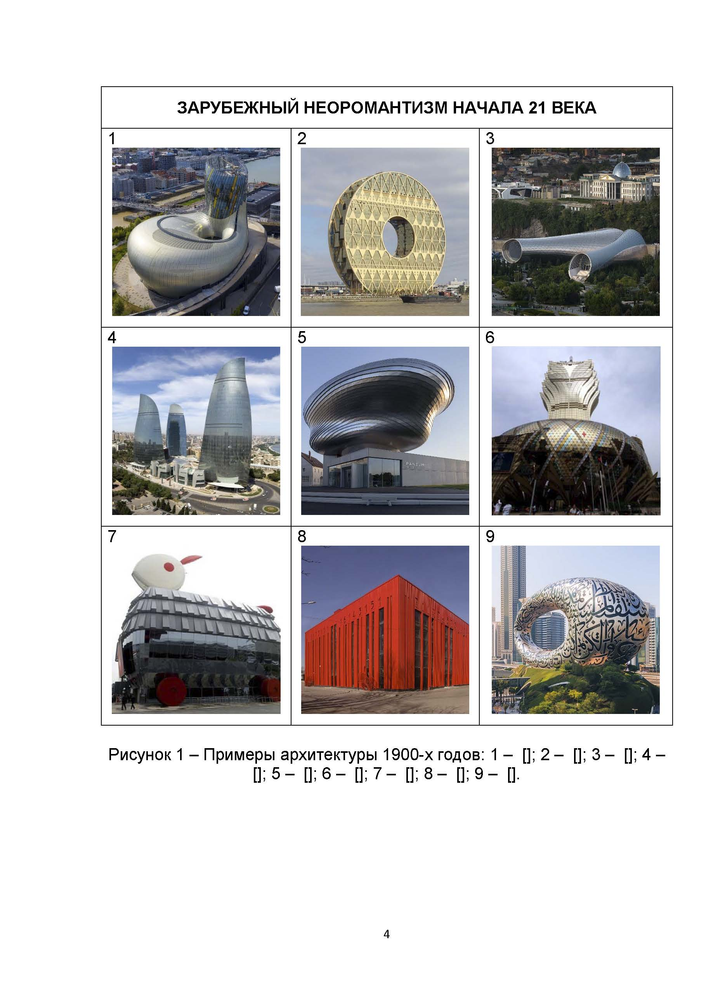 ЗАРУБЕЖНЫЙ НЕОРОМАНТИЗМ НАЧАЛА 21 ВЕКА
1
2
3
4
5
6
PANEUM
7
8
9
Рисунок 1 – Примеры архитектуры 1900-х годов: 1 – []; 2 – []; 3 – []; 4 –
[]; 5 – []; 6 – []; 7 – []; 8 – []; 9 – [].
4